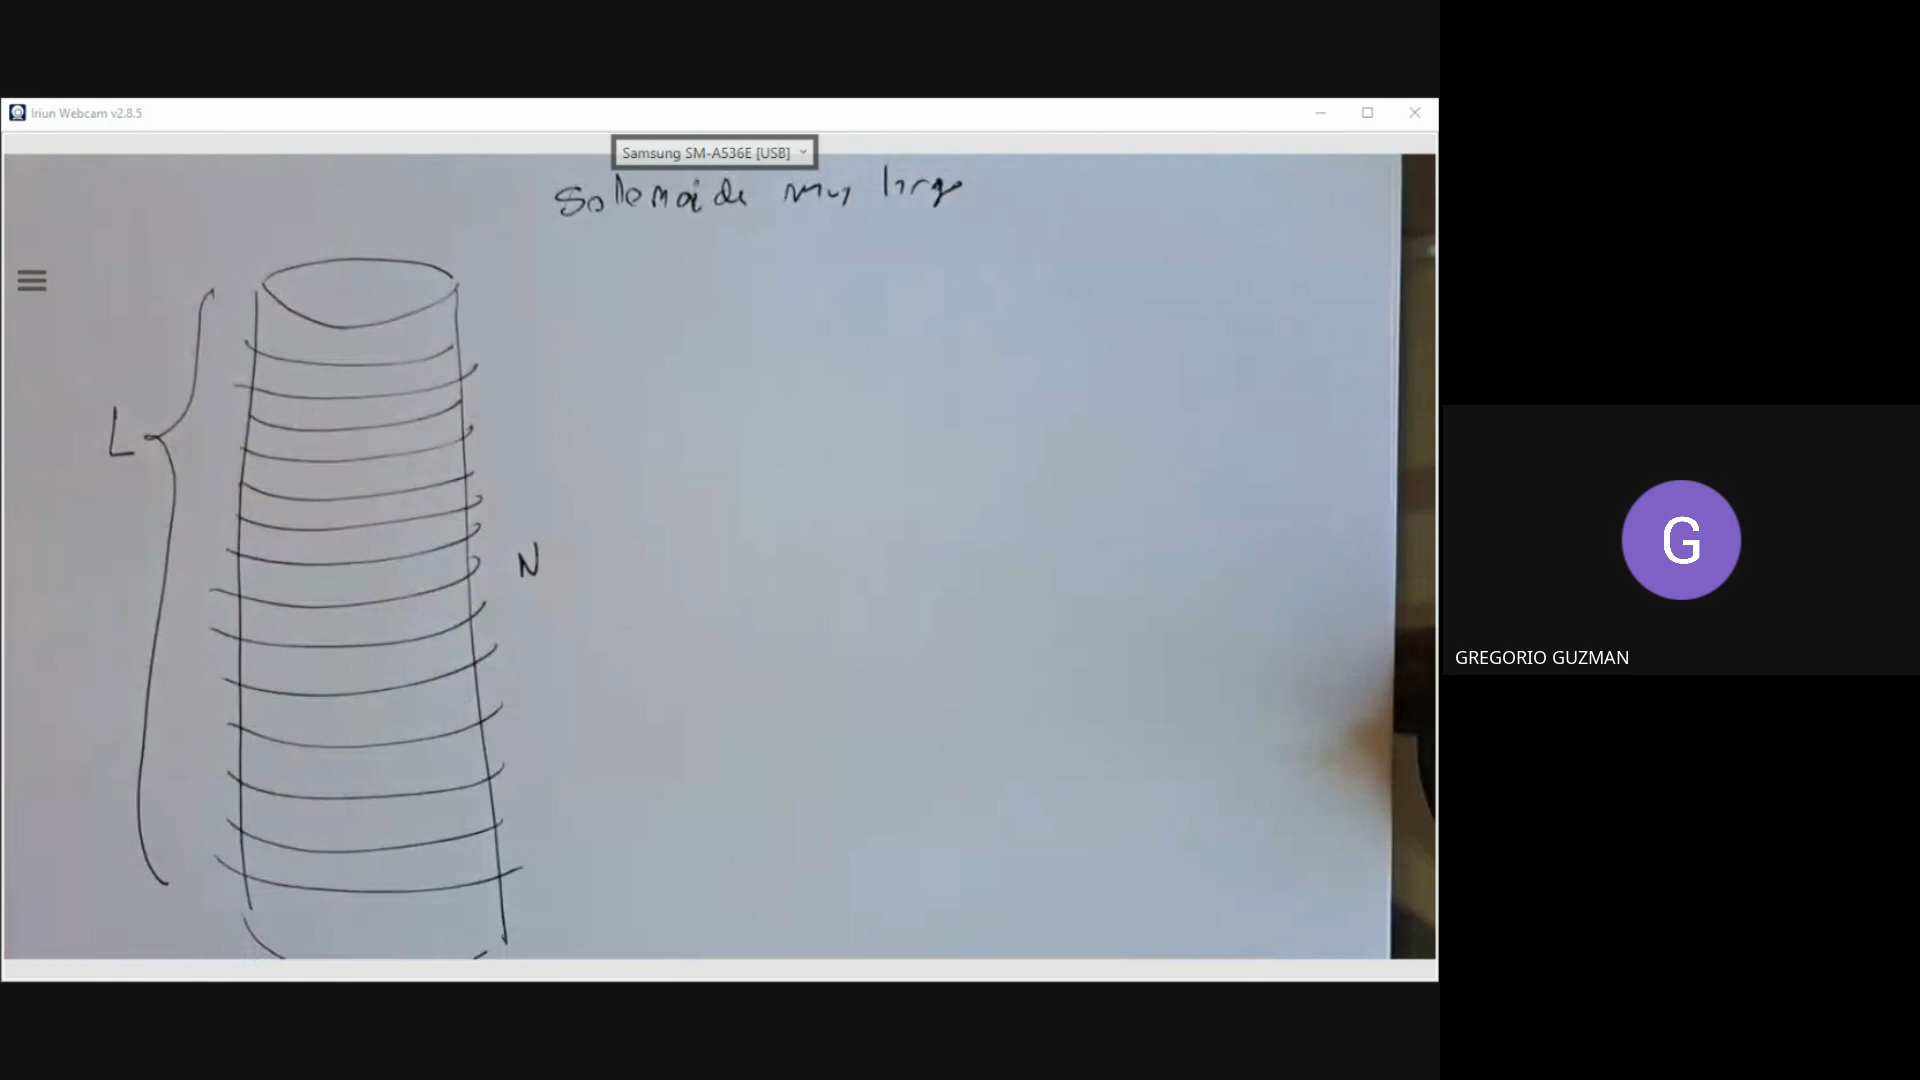 Iriun Webcam v2.8.5
Samsung SM-A536E [USB]
Solenoide muy largo
L
N
G
GREGORIO GUZMAN